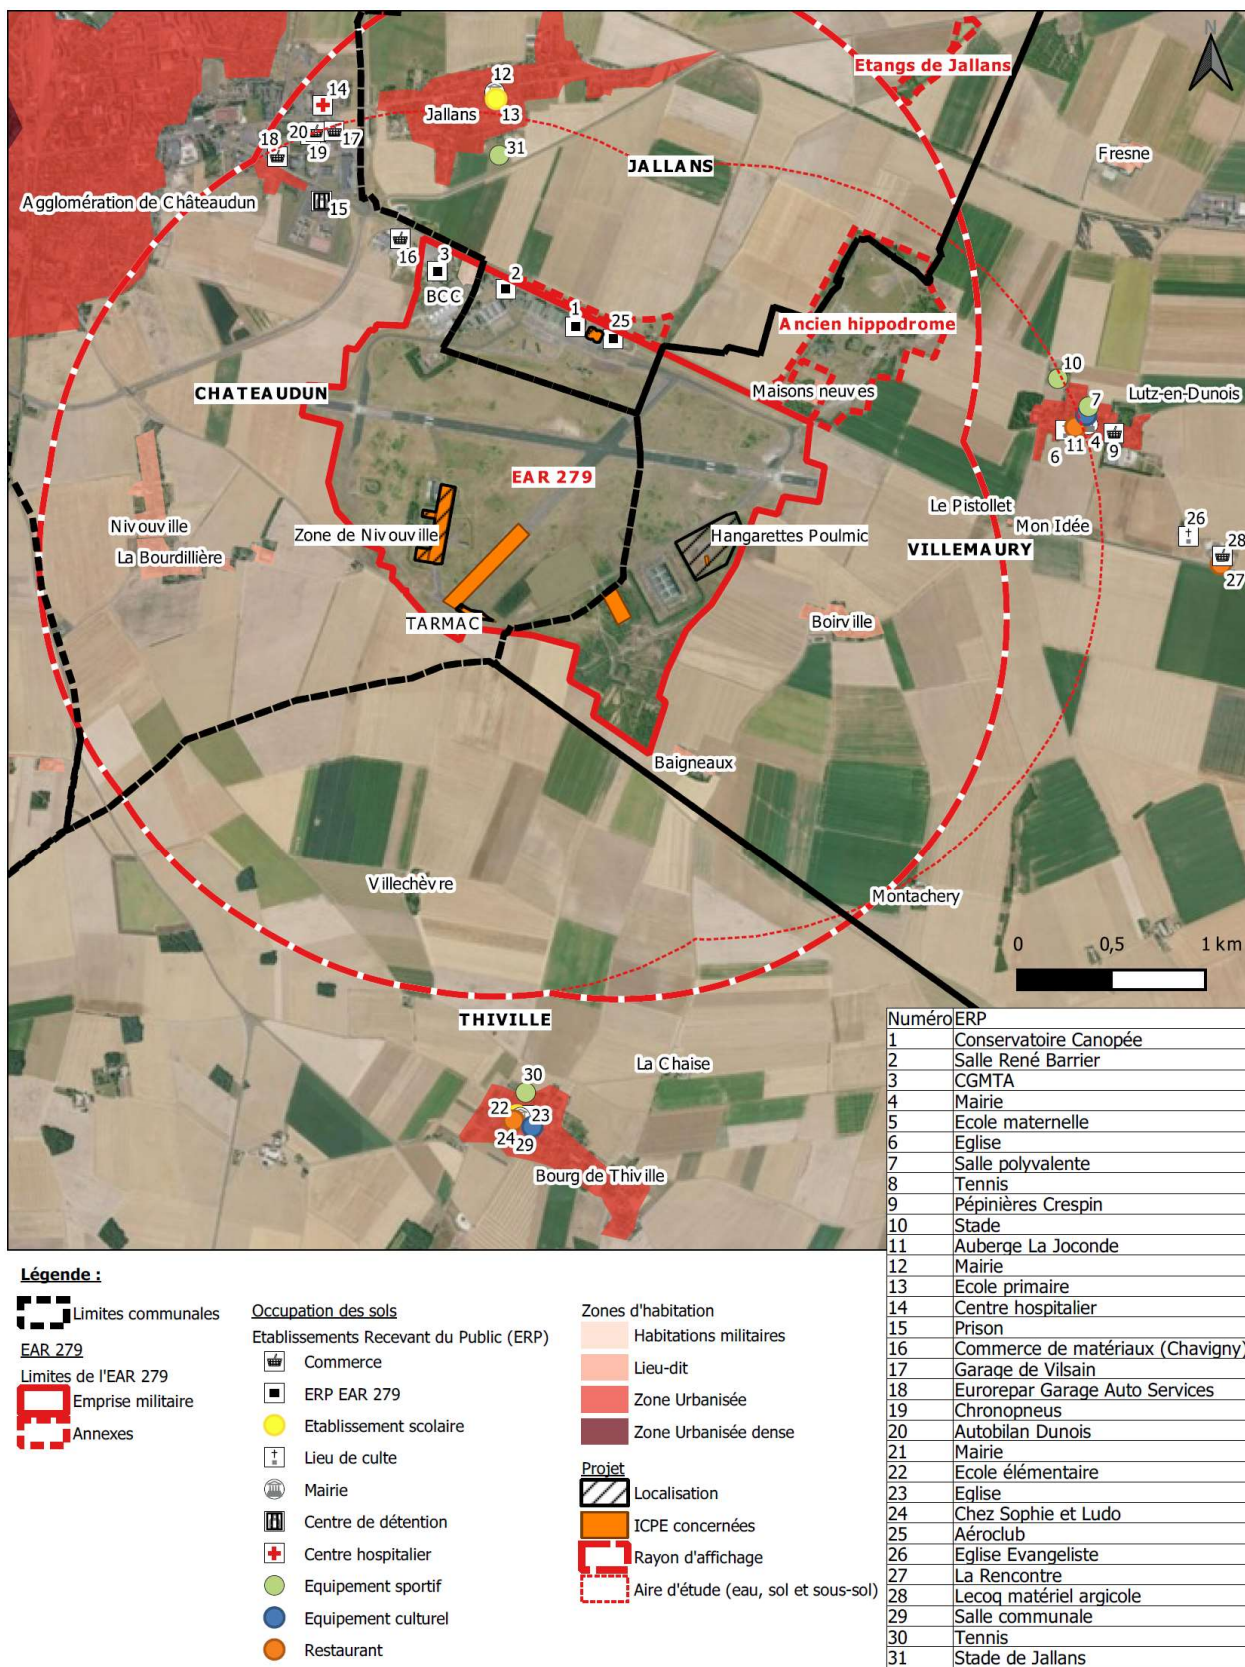 N
Etangs de Jallans
12
14
Jallans
13
20
17
18
19
31
Fresne
JALLANS
Agglomération de Châteaudun
15
16
3
2
BCC
1
25
Ancien hippodrome
10
CHATEAUDUN
Maisons neuves
Lutz-en-Dunois
7
4
6
11
9
EAR 279
Le Pistollet
Nivouville
Zone de Nivouville
Hangarettes Poulmic
Mon Idée
26
La Bourdillière
VILLEMAURY
28
27
TARMAC
Boirville
Baigneaux
Villechèvre
Montachery
0 0,5 1 km
THIVILLE
La Chaise
30
22
23
24
29
Bourg de Thiville
Numéro ERP
1 Conservatoire Canopée
2 Salle René Barrier
3 CGMTA
4 Mairie
5 Ecole maternelle
6 Eglise
7 Salle polyvalente
8 Tennis
9 Pépinières Crespin
10 Stade
11 Auberge La Joconde
12 Mairie
13 Ecole primaire
14 Centre hospitalier
15 Prison
16 Commerce de matériaux (Chavigny)
17 Garage de Vilsain
18 Eurorepar Garage Auto Services
19 Chronopneus
20 Autobilan Dunois
21 Mairie
22 Ecole élémentaire
23 Eglise
24 Chez Sophie et Ludo
25 Aéroclub
26 Eglise Evangeliste
27 La Rencontre
28 Lecoq matériel argicole
29 Salle communale
30 Tennis
31 Stade de Jallans
Légende :
Limites communales
EAR 279
Limites de l'EAR 279
Emprise militaire
Annexes
Occupation des sols
Etablissements Recevant du Public (ERP)
Commerce
ERP EAR 279
Etablissement scolaire
Lieu de culte
Mairie
Centre de détention
Centre hospitalier
Equipement sportif
Equipement culturel
Restaurant
Zones d'habitation
Habitations militaires
Lieu-dit
Zone Urbanisée
Zone Urbanisée dense
Projet
Localisation
ICPE concernées
Rayon d'affichage
Aire d'étude (eau, sol et sous-sol)